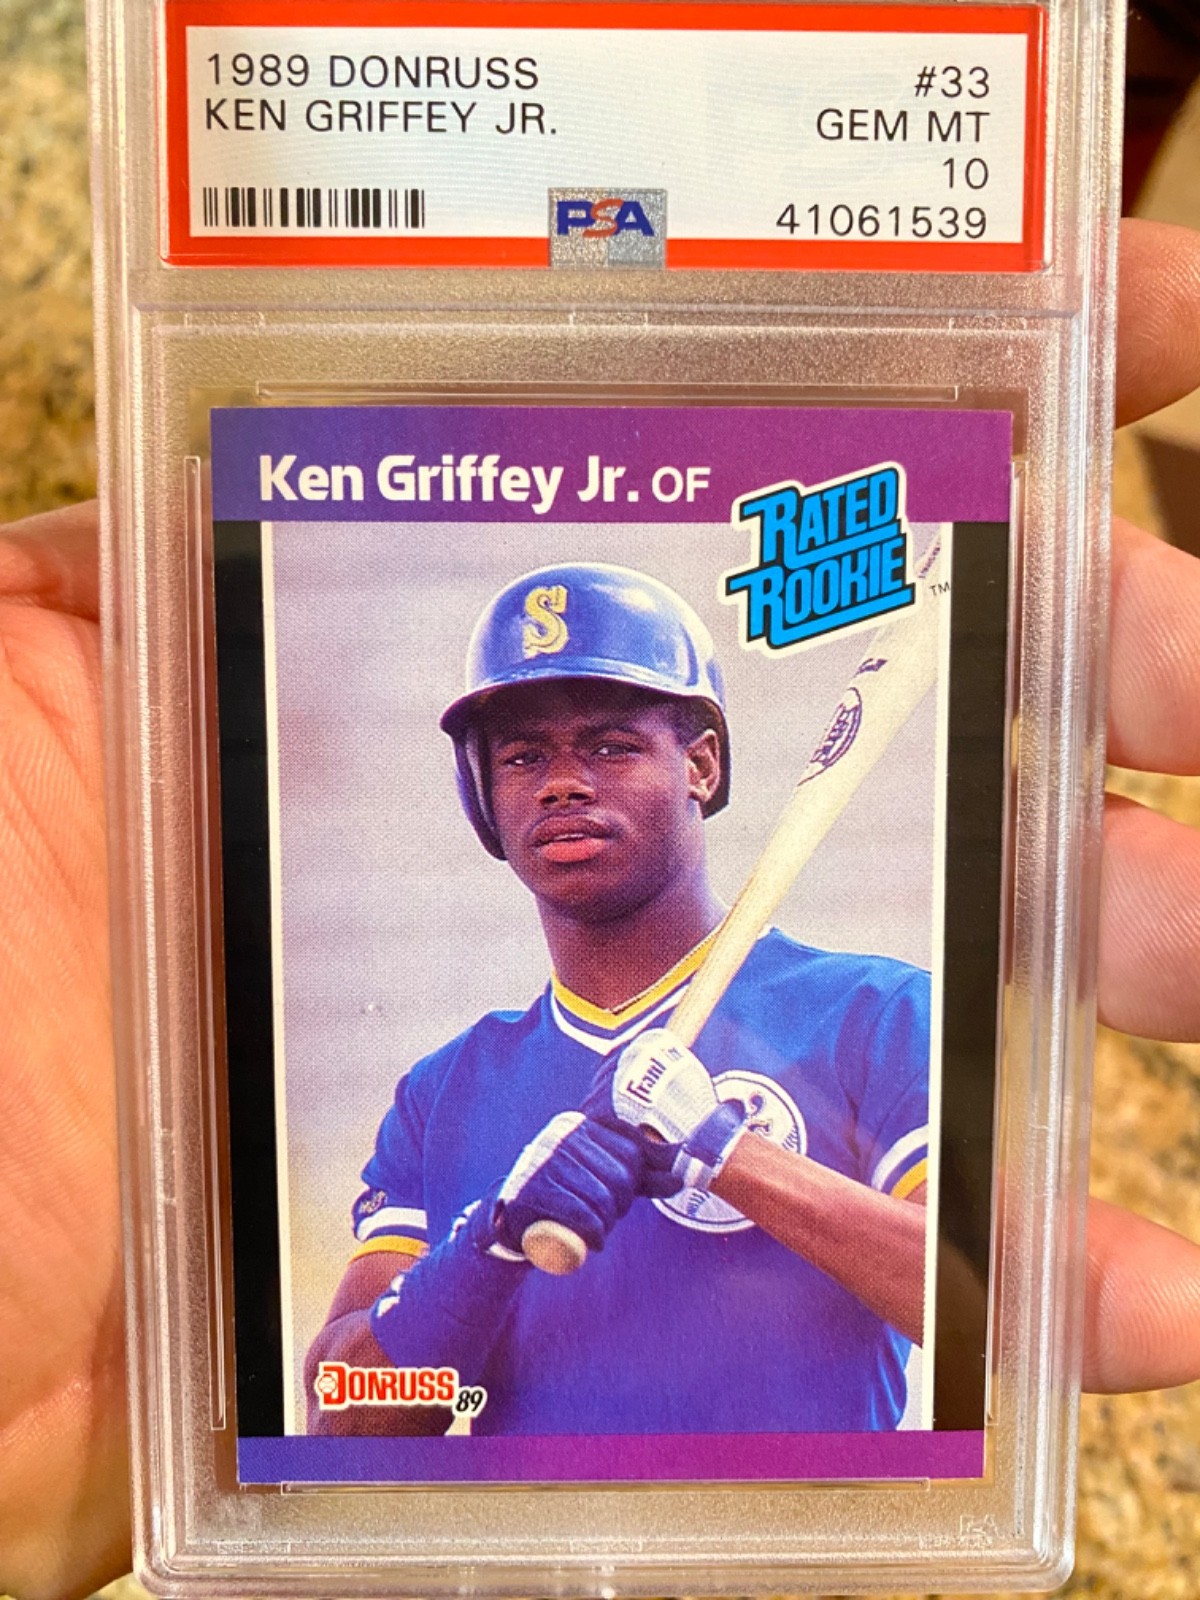 1989 DONRUSS
#33
KEN GRIFFEY JR.
GEM MT
10
PSA
41061539
Ken Griffey Jr. OF
RATED
ROOKIE
TM
S
DONRUSS 89